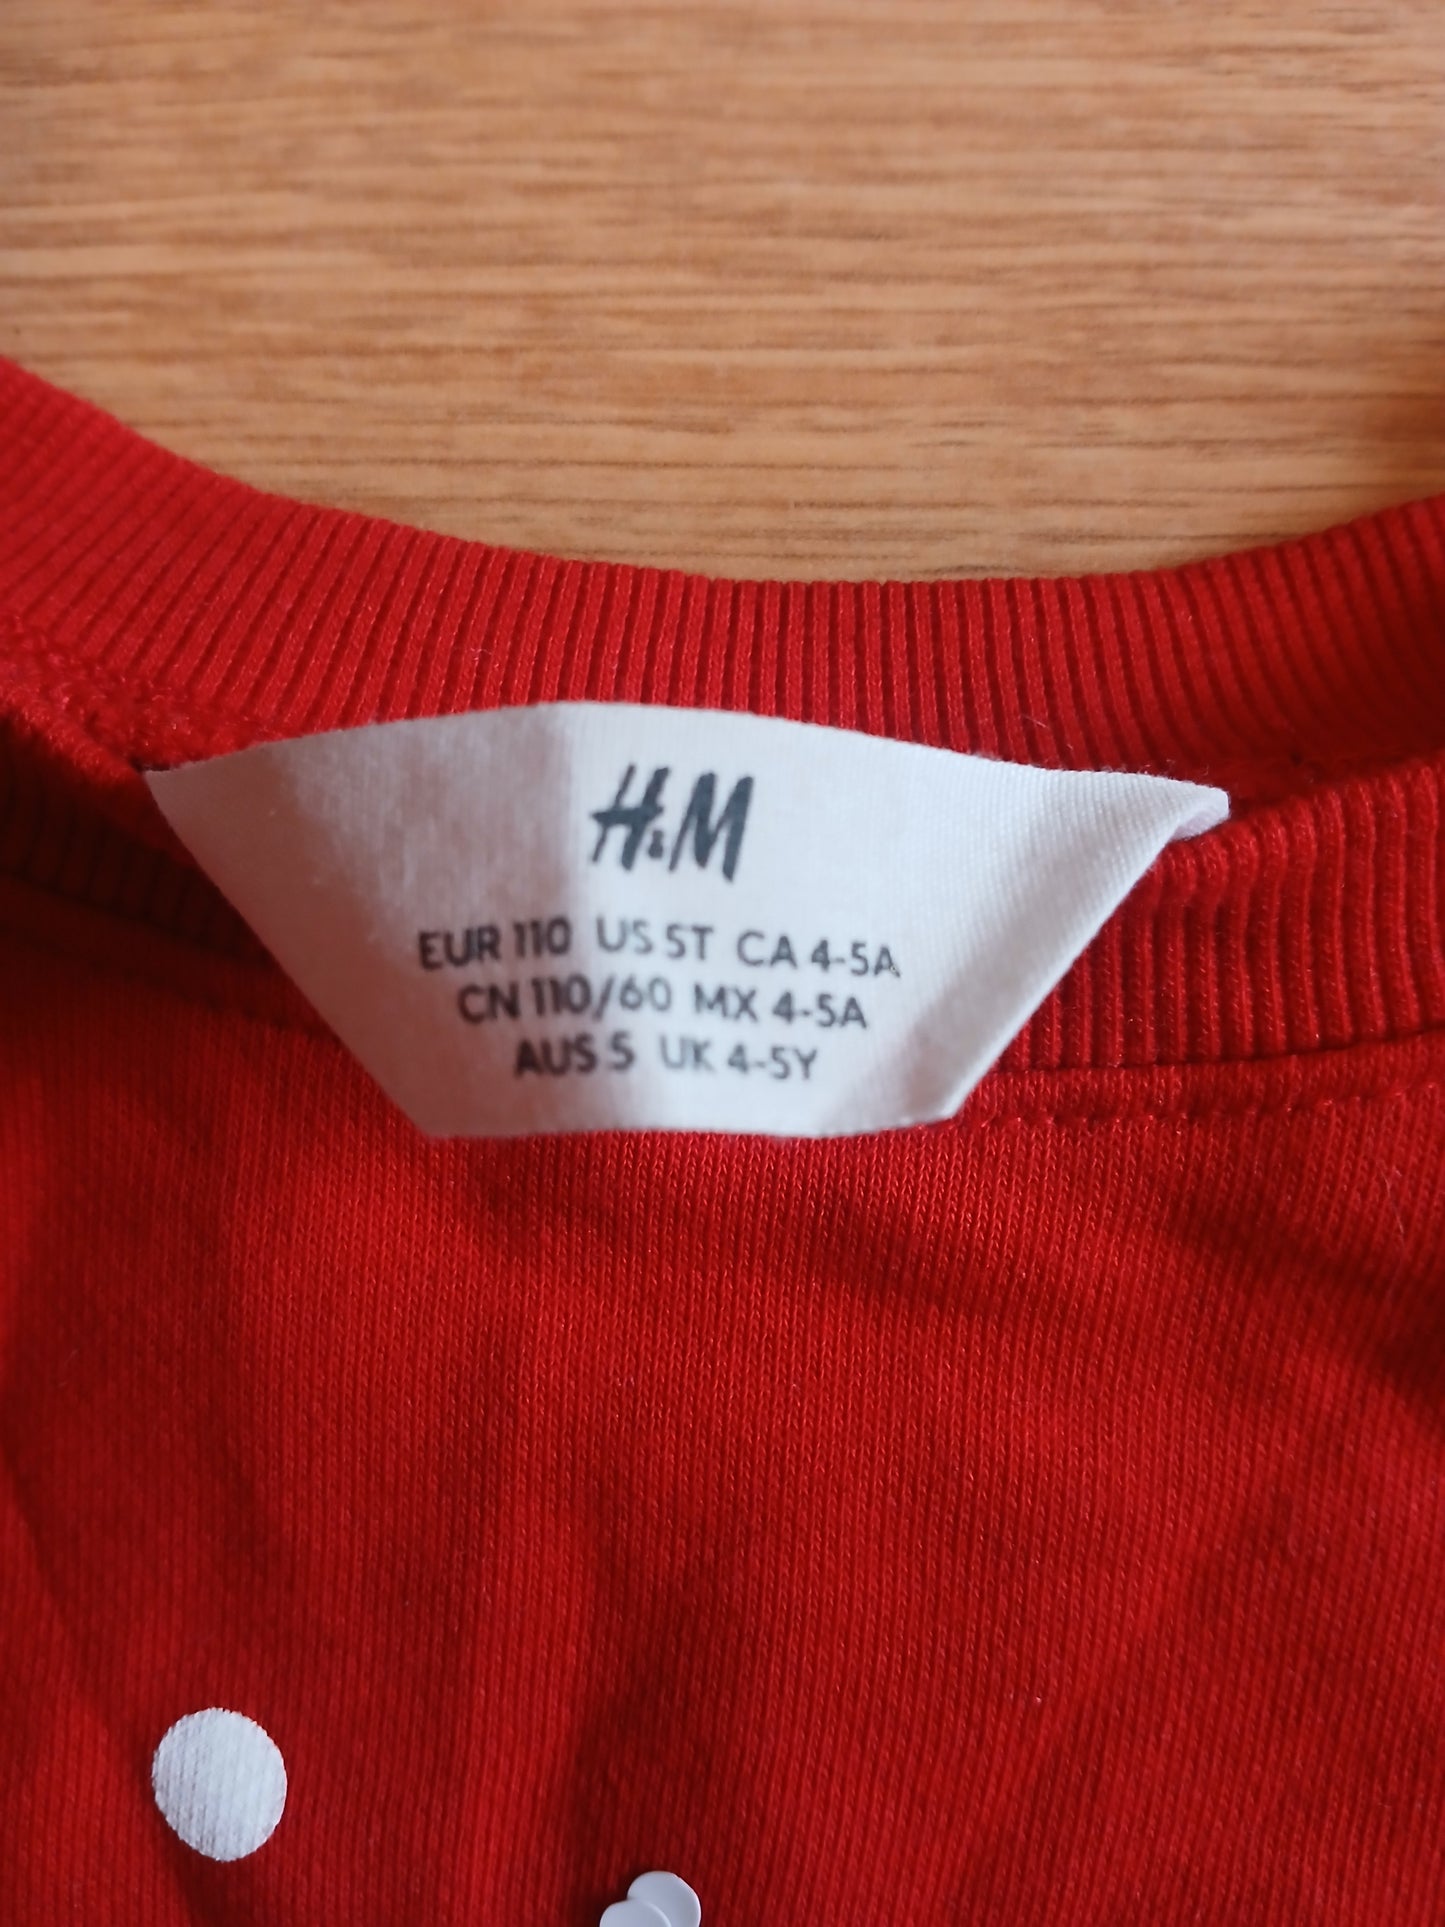 H&M
EUR 110 US 5T CA 4-5A
CN 110/60 MX 4-5A
AUS 5 UK 4-5Y